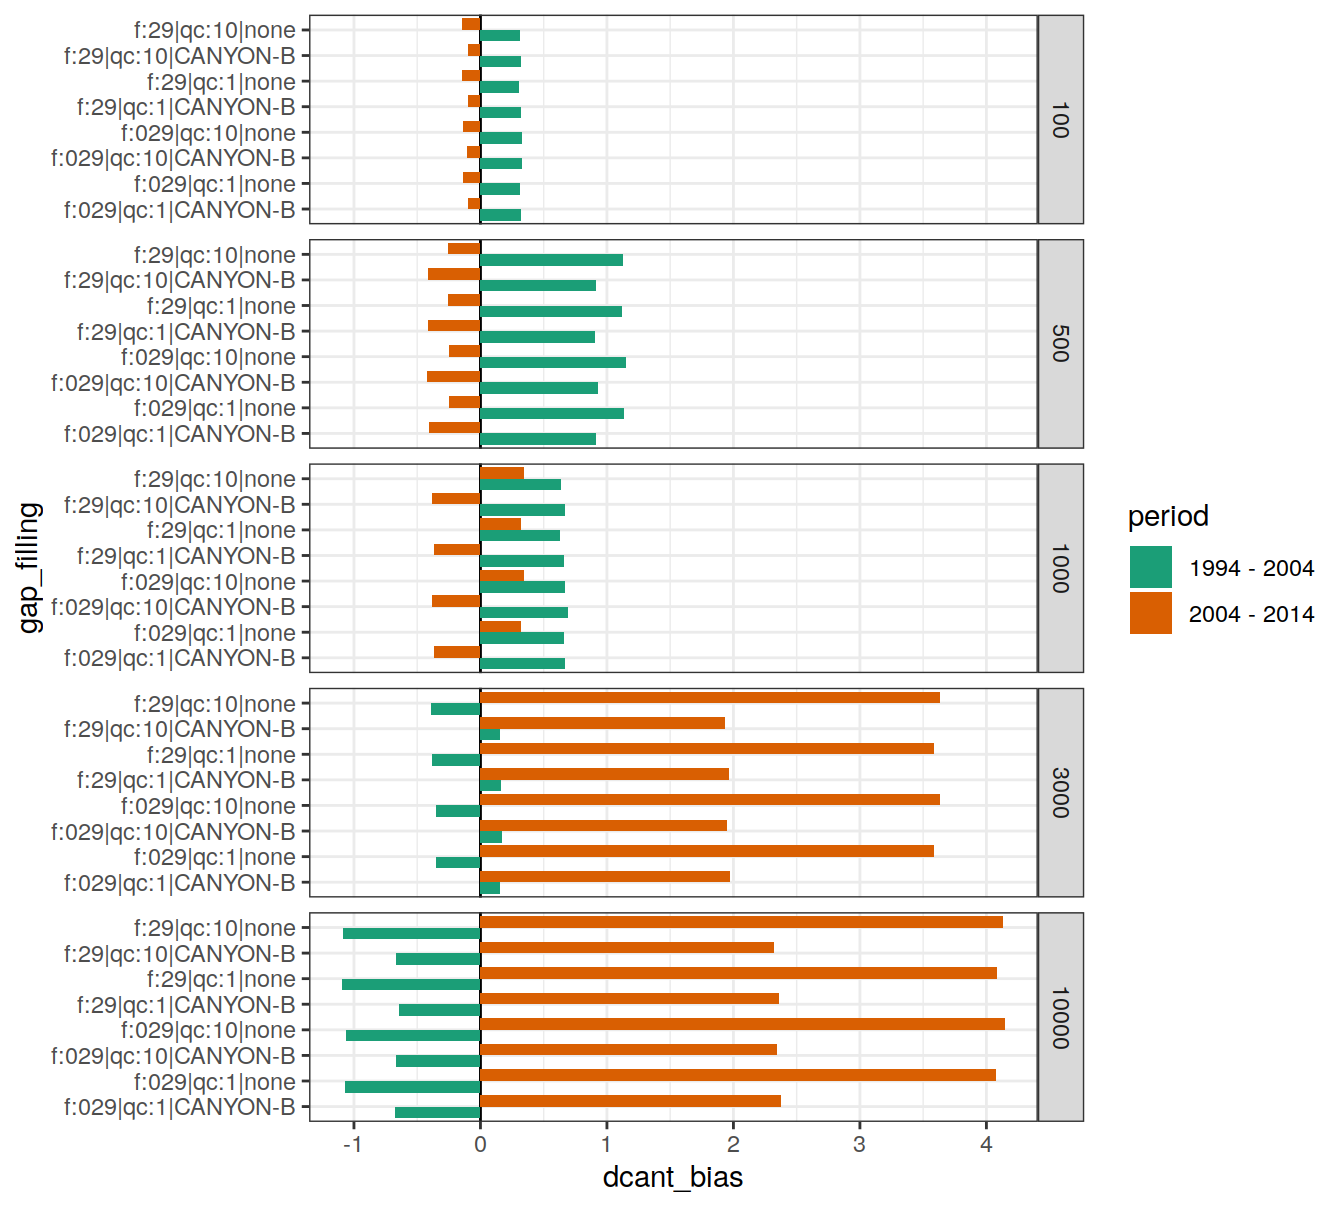 gap_filling
f:29|qc:10|none
f:29|qc:10|CANYON-B
f:29|qc:1|none
f:29|qc:1|CANYON-B
f:029|qc:10|none
f:029|qc:10|CANYON-B
f:029|qc:1|none
f:029|qc:1|CANYON-B
100
f:29|qc:10|none
f:29|qc:10|CANYON-B
f:29|qc:1|none
f:29|qc:1|CANYON-B
f:029|qc:10|none
f:029|qc:10|CANYON-B
f:029|qc:1|none
f:029|qc:1|CANYON-B
500
f:29|qc:10|none
f:29|qc:10|CANYON-B
f:29|qc:1|none
f:29|qc:1|CANYON-B
f:029|qc:10|none
f:029|qc:10|CANYON-B
f:029|qc:1|none
f:029|qc:1|CANYON-B
1000
f:29|qc:10|none
f:29|qc:10|CANYON-B
f:29|qc:1|none
f:29|qc:1|CANYON-B
f:029|qc:10|none
f:029|qc:10|CANYON-B
f:029|qc:1|none
f:029|qc:1|CANYON-B
3000
f:29|qc:10|none
f:29|qc:10|CANYON-B
f:29|qc:1|none
f:29|qc:1|CANYON-B
f:029|qc:10|none
f:029|qc:10|CANYON-B
f:029|qc:1|none
f:029|qc:1|CANYON-B
10000
-1 0 1 2 3 4
dcant_bias
period
1994 - 2004
2004 - 2014